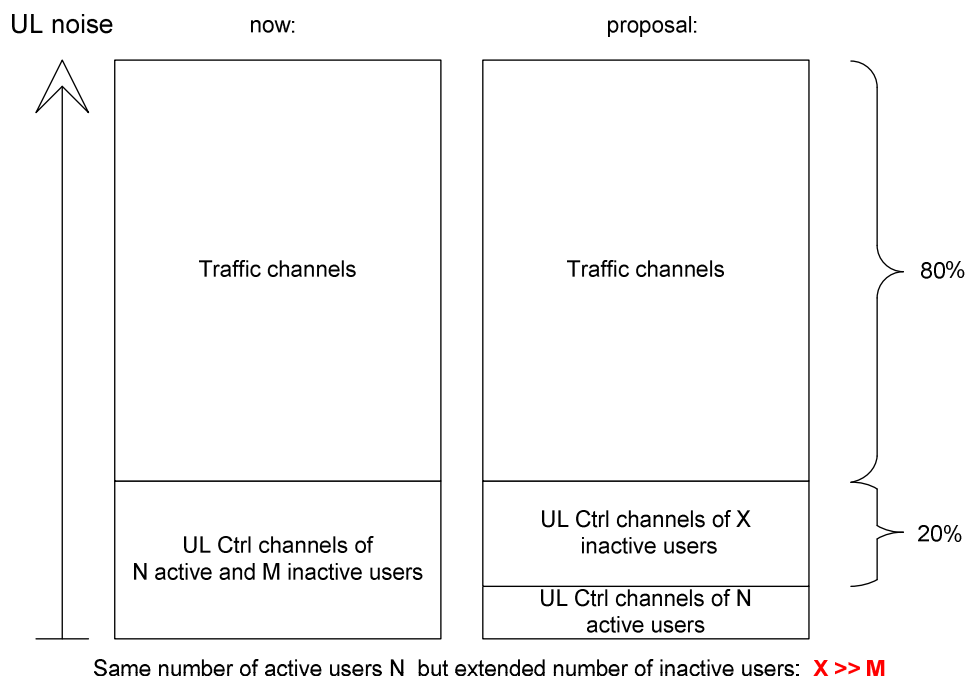 UL noise
now:
proposal:
Traffic channels
Traffic channels
80%
UL Ctrl channels of
N active and M inactive users
UL Ctrl channels of X
inactive users
20%
UL Ctrl channels of N
active users
Same number of active users N but extended number of inactive users: X >> M